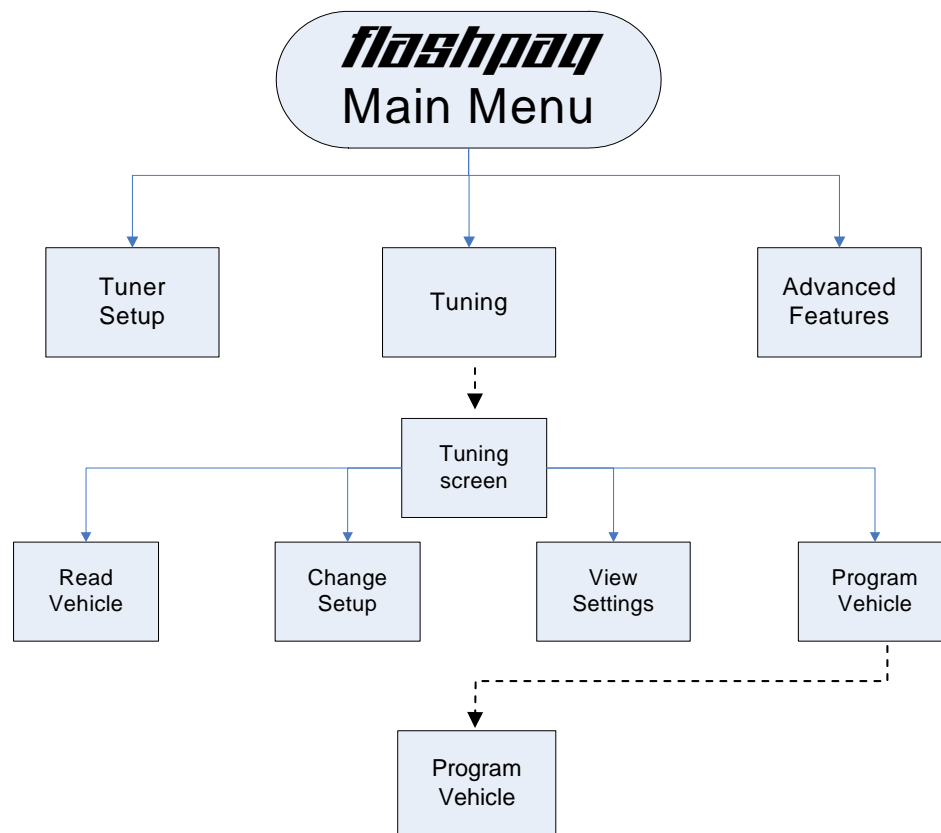 flashpaq
Main Menu
Tuner
Setup
Tuning
Advanced
Features
Tuning
screen
Read
Vehicle
Change
Setup
View
Settings
Program
Vehicle
Program
Vehicle